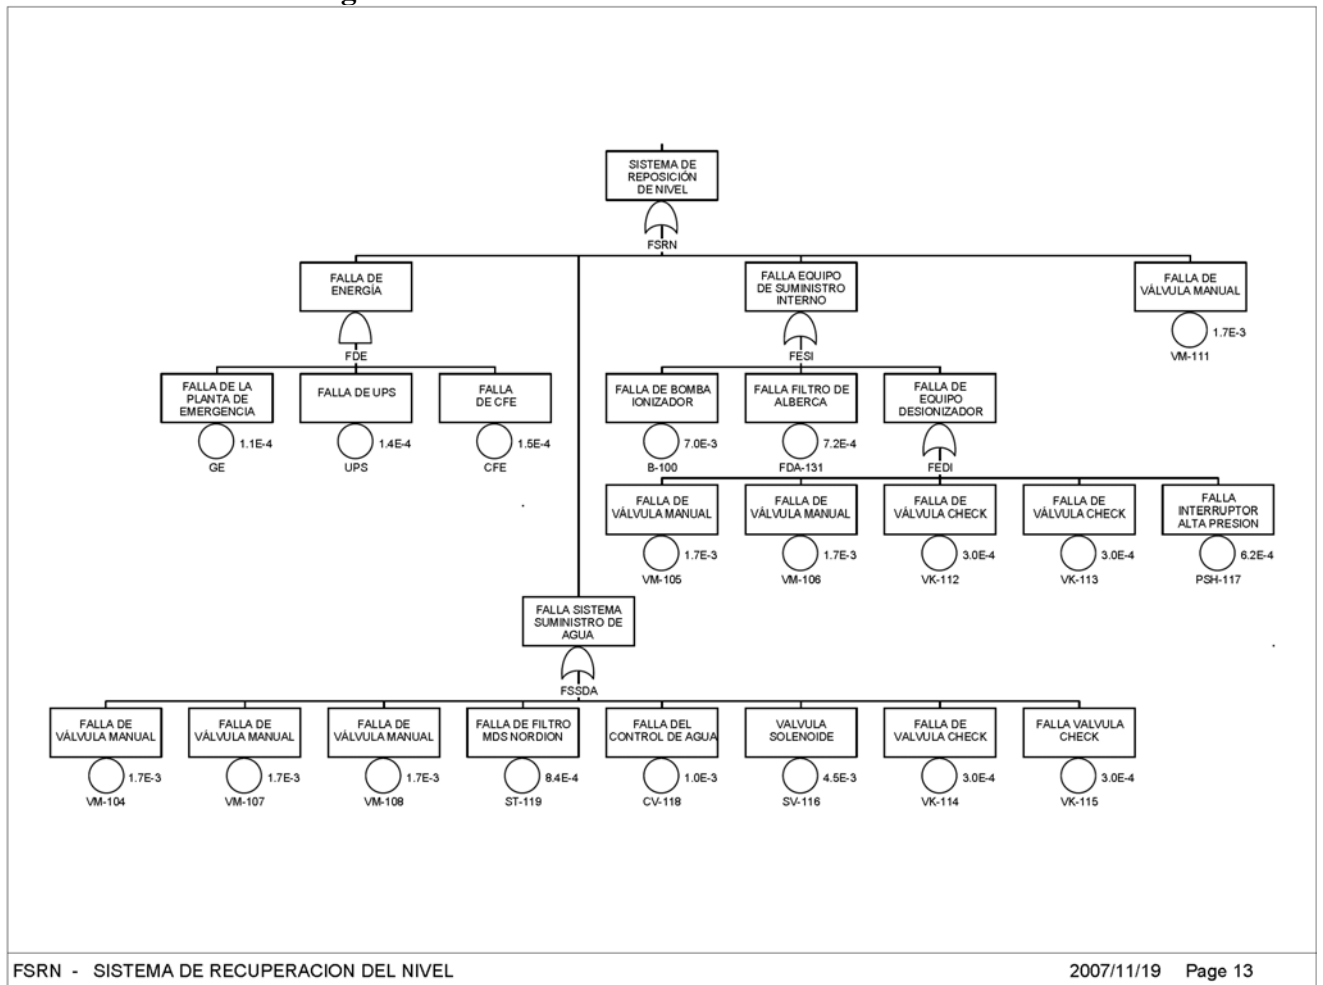 g
SISTEMA DE
REPOSICIÓN
DE NIVEL
FSRN
FALLA DE
ENERGÍA
FDE
FALLA EQUIPO
DE SUMINISTRO
INTERNO
FESI
FALLA DE
VÁLVULA MANUAL
1.7E-3
VM-111
FALLA DE LA
PLANTA DE
EMERGENCIA
1.1E-4
GE
FALLA DE UPS
1.4E-4
UPS
FALLA
DE CFE
1.5E-4
CFE
FALLA DE BOMBA
IONIZADOR
7.0E-3
B-100
FALLA FILTRO DE
ALBERCA
7.2E-4
FDA-131
FALLA DE
EQUIPO
DESIONIZADOR
FEDI
FALLA DE
VÁLVULA MANUAL
1.7E-3
VM-105
FALLA DE
VÁLVULA MANUAL
1.7E-3
VM-106
FALLA DE
VÁLVULA CHECK
3.0E-4
VK-112
FALLA DE
VÁLVULA CHECK
3.0E-4
VK-113
FALLA
INTERRUPTOR
ALTA PRESION
6.2E-4
PSH-117
FALLA SISTEMA
SUMINISTRO DE
AGUA
FSSDA
FALLA DE
VÁLVULA MANUAL
1.7E-3
VM-104
FALLA DE
VÁLVULA MANUAL
1.7E-3
VM-107
FALLA DE
VÁLVULA MANUAL
1.7E-3
VM-108
FALLA DE FILTRO
MDS NORDION
8.4E-4
ST-119
FALLA DEL
CONTROL DE AGUA
1.0E-3
CV-118
VALVULA
SOLENOIDE
4.5E-3
SV-116
FALLA DE
VALVULA CHECK
3.0E-4
VK-114
FALLA VALVULA
CHECK
3.0E-4
VK-115
FSRN - SISTEMA DE RECUPERACION DEL NIVEL
2007/11/19 Page 13